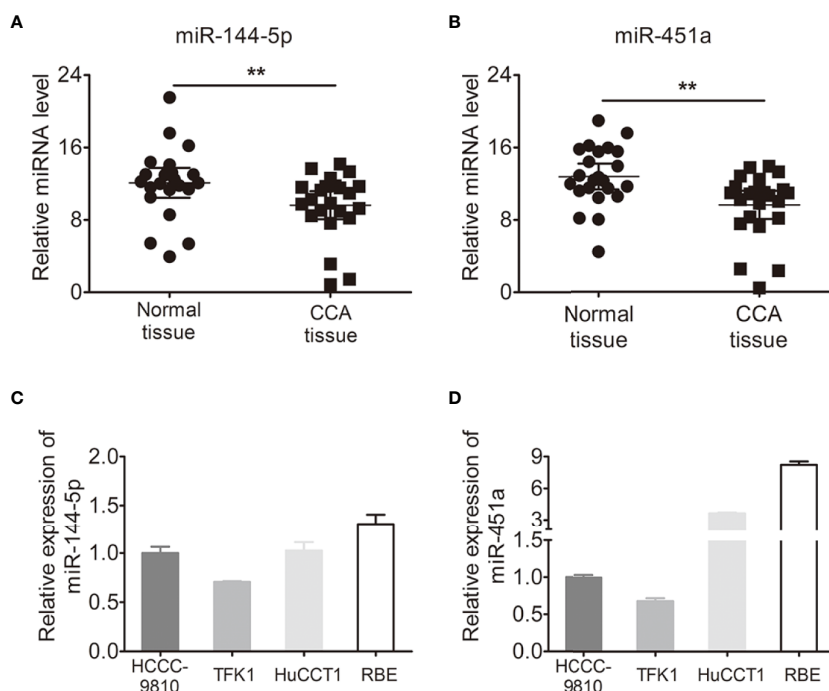 A
miR-144-5p
**
Relative miRNA level
24
16
8
0
Normal
tissue
CCA
tissue
B
miR-451a
**
Relative miRNA level
24
16
8
0
Normal
tissue
CCA
tissue
C
Relative expression of
miR-144-5p
2.0
1.5
1.0
0.5
0.0
HCCC-
9810
TFK1
HuCCT1
RBE
D
Relative expression of
miR-451a
9
6
3
1.5
1.0
0.5
0.0
HCCC-
9810
TFK1
HuCCT1
RBE